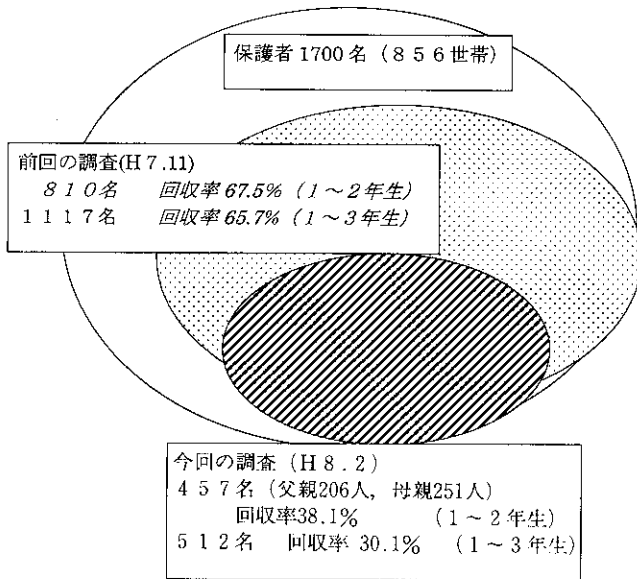 保護者1700名（８５６世帯）
前回の調査(H７.11)
８１０名　回収率 67.5%（１～２年生）
１１１７名　回収率 65.7%（１～３年生）
今回の調査（H８.２）
４５７名（父親206人，母親251人）
回収率38.1%　（１～２年生）
５１２名　回収率 30.1%　（１～３年生）